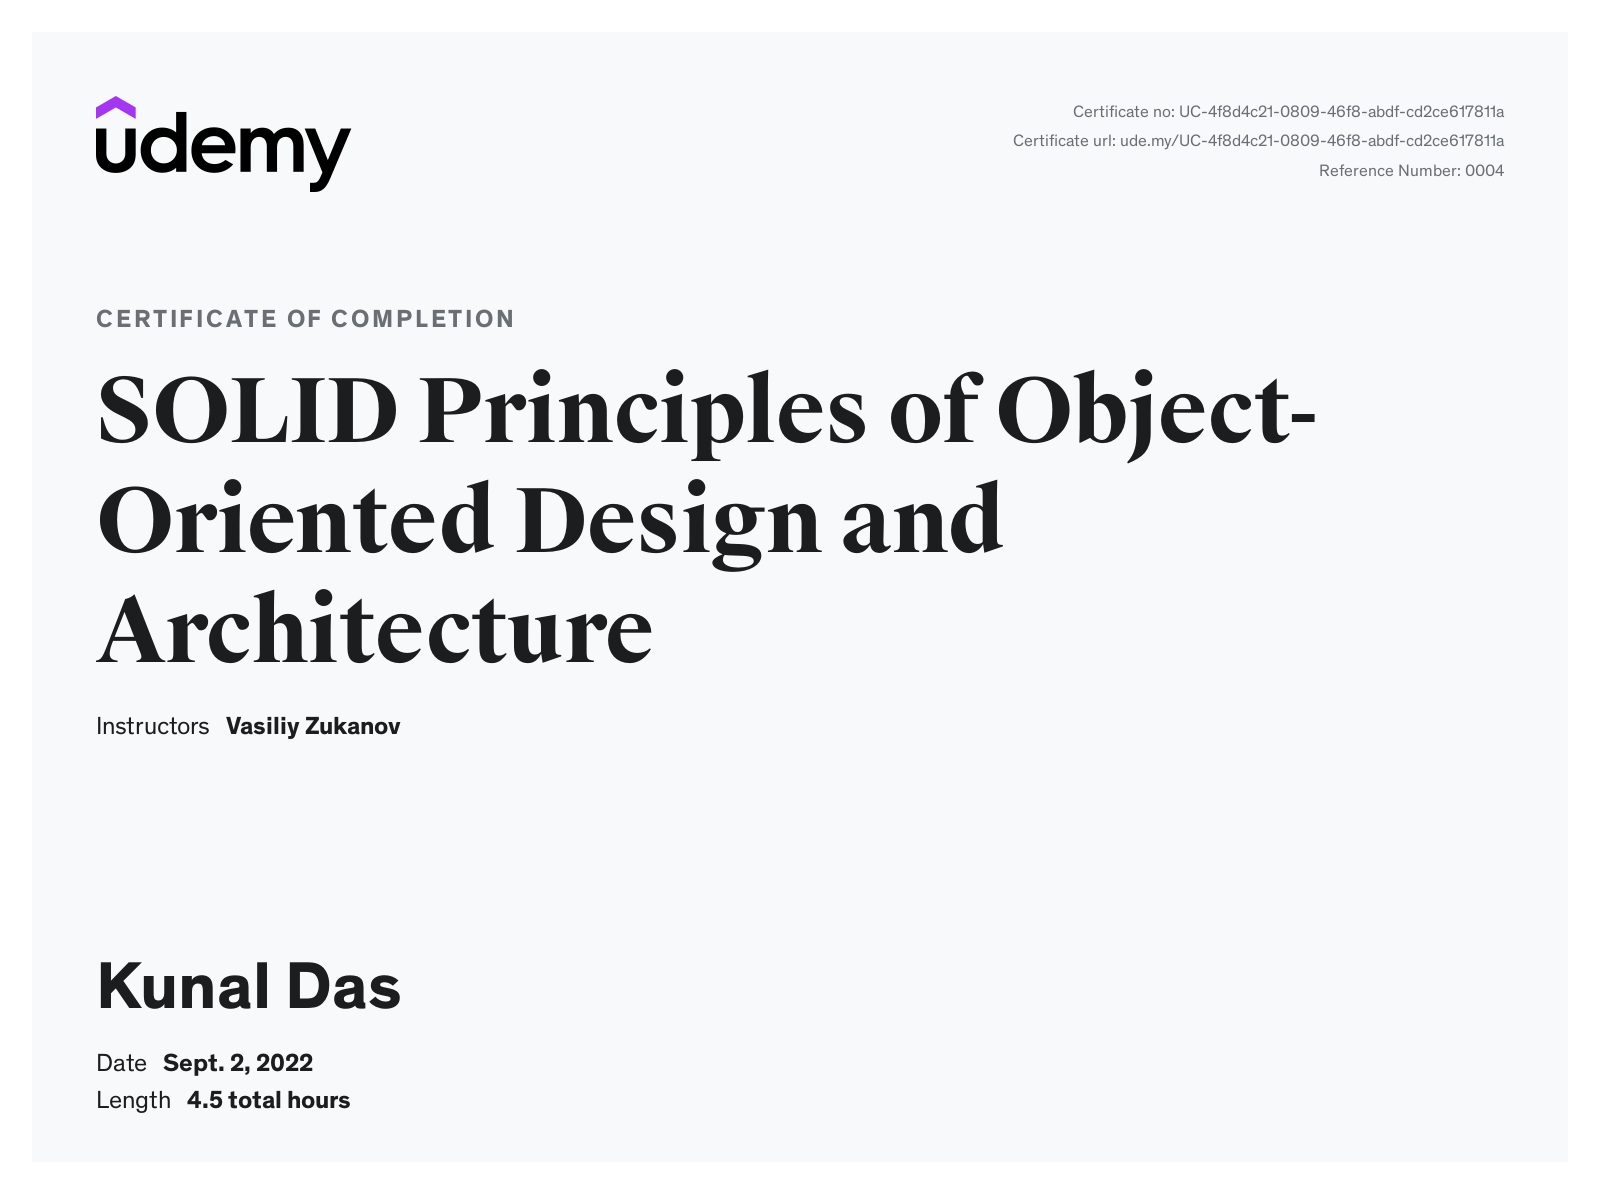 udemy
Certificate no: UC-4f8d4c21-0809-46f8-abdf-cd2ce617811a
Certificate url: ude.my/UC-4f8d4c21-0809-46f8-abdf-cd2ce617811a
Reference Number: 0004
CERTIFICATE OF COMPLETION
SOLID Principles of Object-
Oriented Design and
Architecture
Instructors Vasiliy Zukanov
Kunal Das
Date Sept. 2, 2022
Length 4.5 total hours